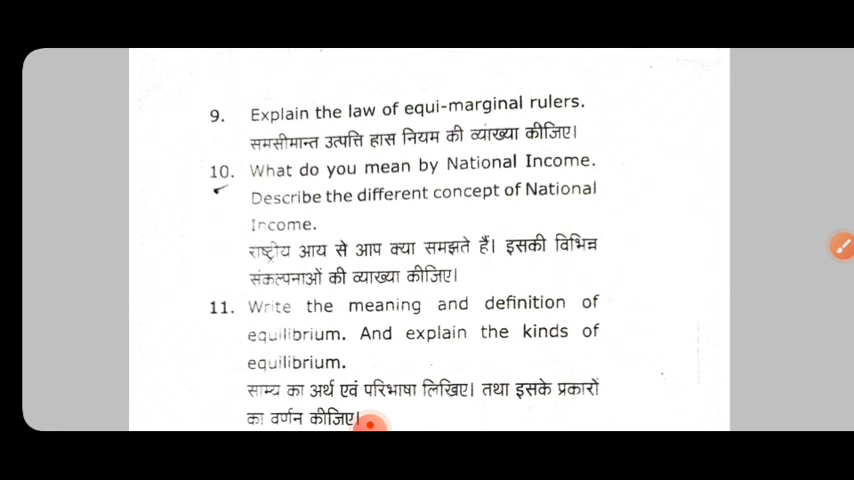 9. Explain the law of equi-marginal rulers.
समसीमान्त उत्पत्ति हास नियम की व्यांख्या कीजिए।
10. What do you mean by National Income.
Describe the different concept of National
Income.
राष्ट्रीय आय से आप क्या समझते हैं। इसकी विभिन्न
संकल्पनाओं की व्याख्या कीजिए।
11. Write the meaning and definition of
equilibrium. And explain the kinds of
equilibrium.
साम्य का अर्थ एवं परिभाषा लिखिए। तथा इसके प्रकारों
का वर्णन कीजिए।